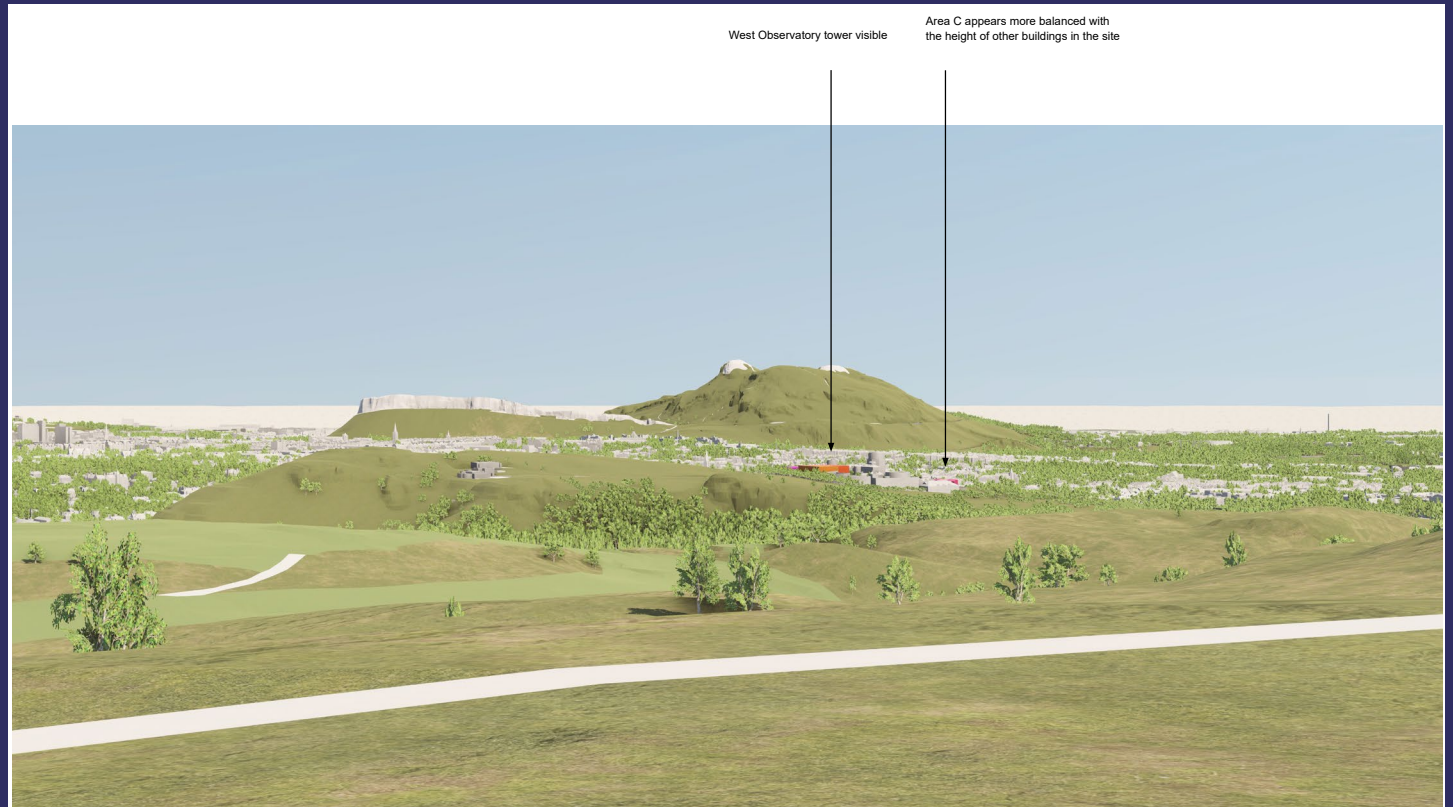 West Observatory tower visible
Area C appears more balanced with
the height of other buildings in the site